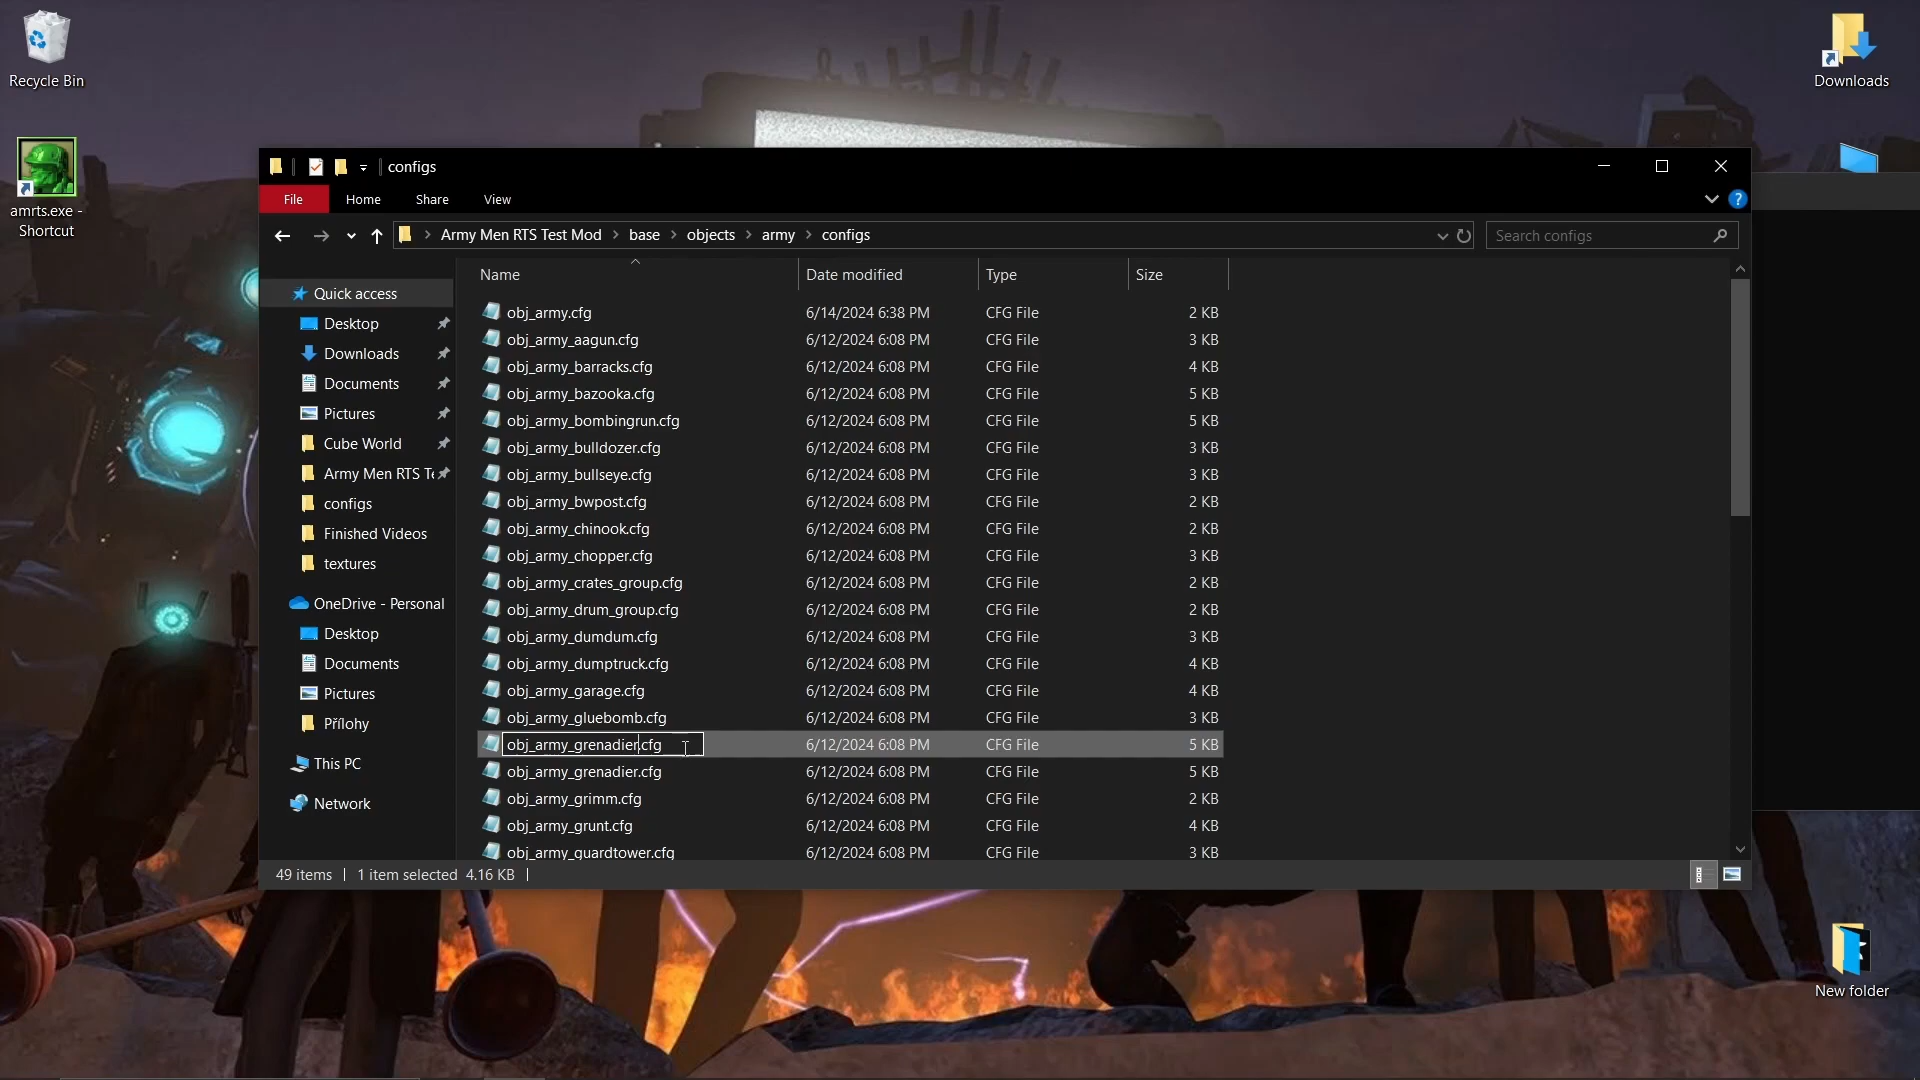 Recycle Bin
Downloads
amrts.exe -
Shortcut
configs
File
Home
Share
View
?
Army Men RTS Test Mod
base
objects
army
configs
Search configs
Name
Date modified
Type
Size
Quick access
Desktop
Downloads
Documents
Pictures
Cube World
Army Men RTS Te
configs
Finished Videos
textures
OneDrive - Personal
Desktop
Documents
Pictures
Přílohy
This PC
Network
obj_army.cfg 6/14/2024 6:38 PM CFG File 2 KB
obj_army_aagun.cfg 6/12/2024 6:08 PM CFG File 3 KB
obj_army_barracks.cfg 6/12/2024 6:08 PM CFG File 4 KB
obj_army_bazooka.cfg 6/12/2024 6:08 PM CFG File 5 KB
obj_army_bombingrun.cfg 6/12/2024 6:08 PM CFG File 5 KB
obj_army_bulldozer.cfg 6/12/2024 6:08 PM CFG File 3 KB
obj_army_bullseye.cfg 6/12/2024 6:08 PM CFG File 3 KB
obj_army_bwpost.cfg 6/12/2024 6:08 PM CFG File 2 KB
obj_army_chinook.cfg 6/12/2024 6:08 PM CFG File 2 KB
obj_army_chopper.cfg 6/12/2024 6:08 PM CFG File 3 KB
obj_army_crates_group.cfg 6/12/2024 6:08 PM CFG File 2 KB
obj_army_drum_group.cfg 6/12/2024 6:08 PM CFG File 2 KB
obj_army_dumdum.cfg 6/12/2024 6:08 PM CFG File 3 KB
obj_army_dumptruck.cfg 6/12/2024 6:08 PM CFG File 4 KB
obj_army_garage.cfg 6/12/2024 6:08 PM CFG File 4 KB
obj_army_gluebomb.cfg 6/12/2024 6:08 PM CFG File 3 KB
obj_army_grenadier.cfg 6/12/2024 6:08 PM CFG File 5 KB
obj_army_grenadier.cfg 6/12/2024 6:08 PM CFG File 5 KB
obj_army_grimm.cfg 6/12/2024 6:08 PM CFG File 2 KB
obj_army_grunt.cfg 6/12/2024 6:08 PM CFG File 4 KB
obj_army_guardtower.cfg 6/12/2024 6:08 PM CFG File 3 KB
49 items
1 item selected 4.16 KB
New folder